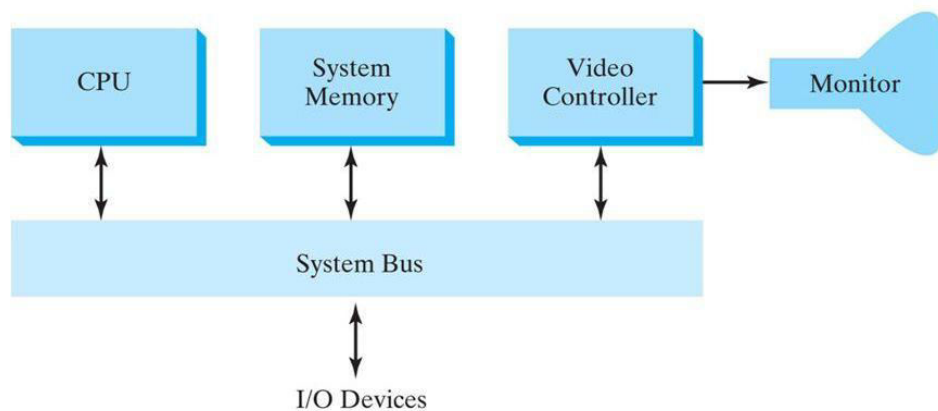 CPU
System
Memory
Video
Controller
Monitor
System Bus
I/O Devices